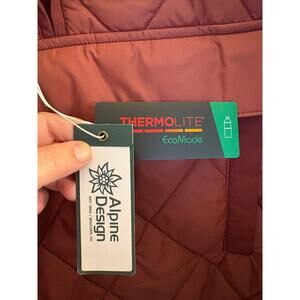 THERMOLITE®
EcoMade
Alpine
Design
EST. 1962 / BOULDER, CO